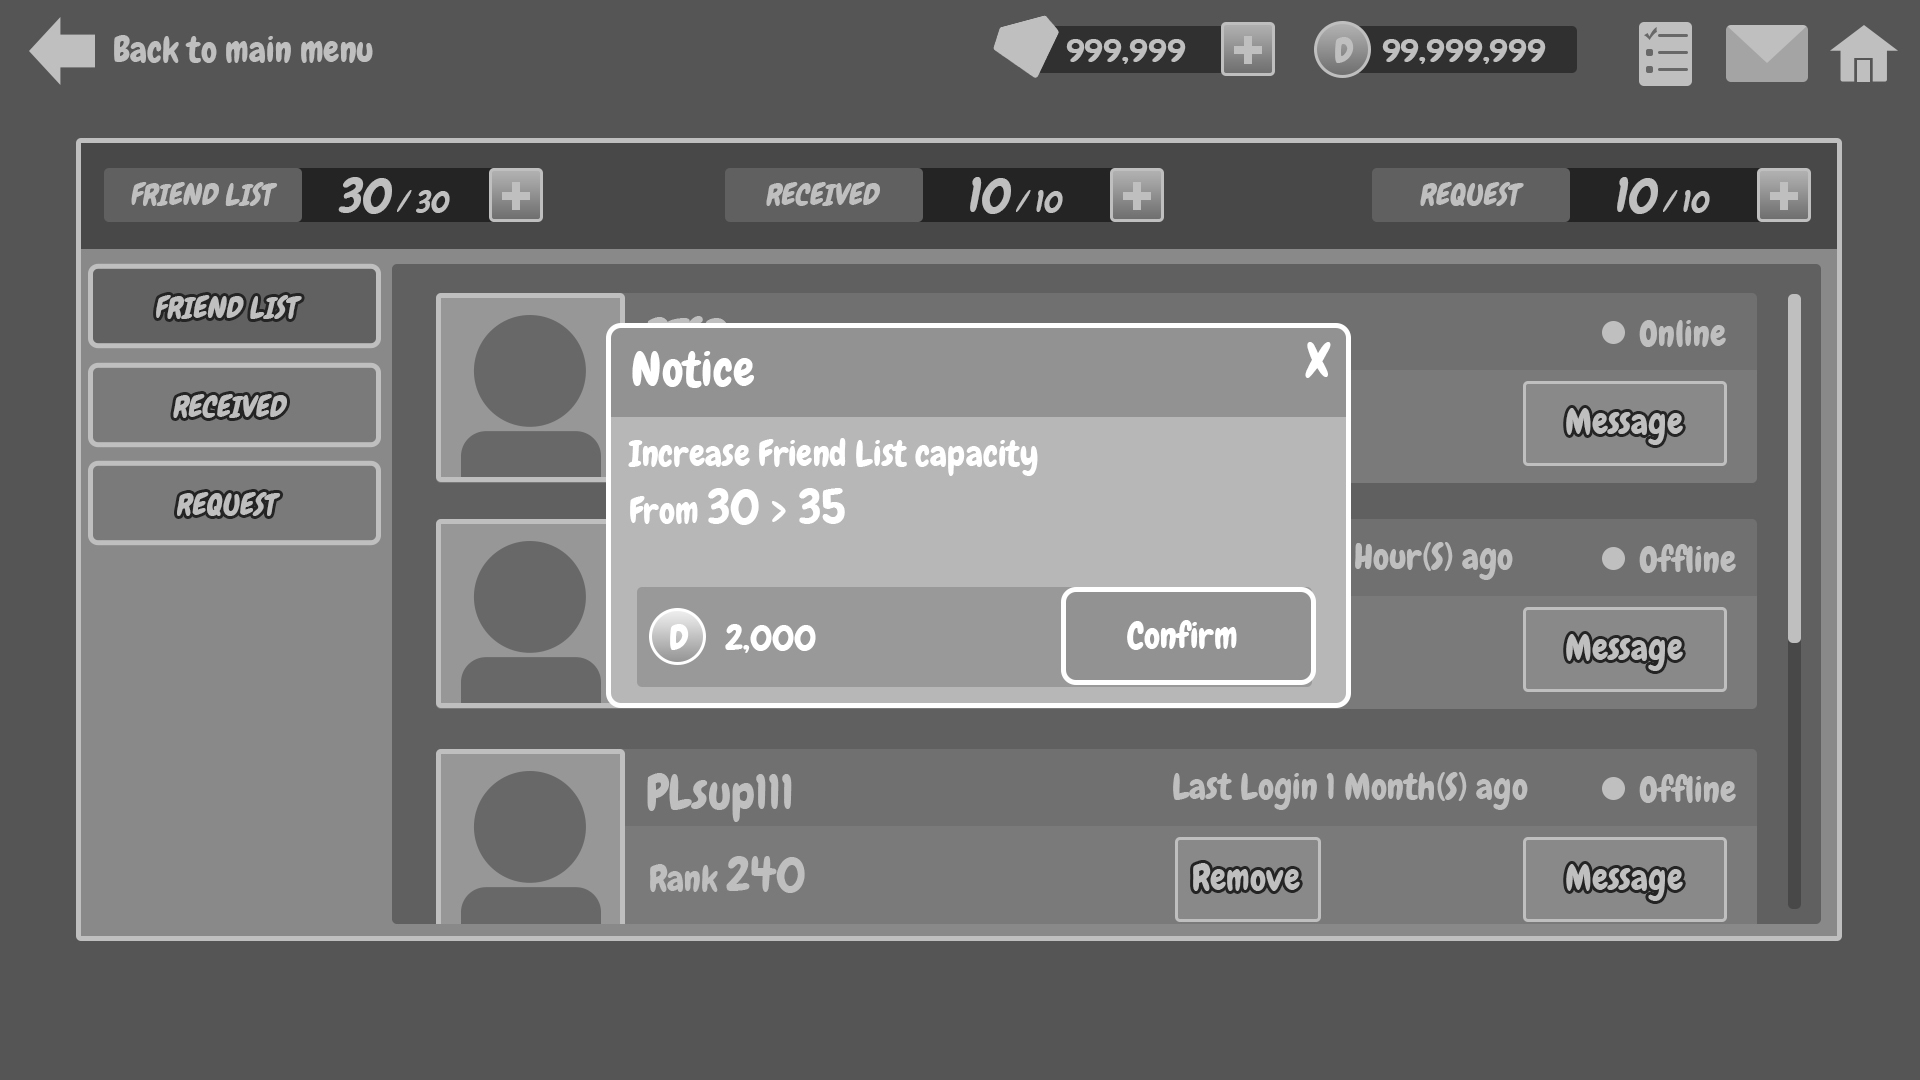 Back to main menu
999,999
D 99,999,999
FRIEND LIST 30 / 30
RECEIVED 10 / 10
REQUEST 10 / 10
FRIEND LIST
RECEIVED
REQUEST
Online
Message
Notice X
Increase Friend List capacity
From 30 > 35
D 2,000
Confirm
Hour(S) ago
Offline
Message
PLsup111
Last Login 1 Month(S) ago
Offline
Rank 240
Remove
Message